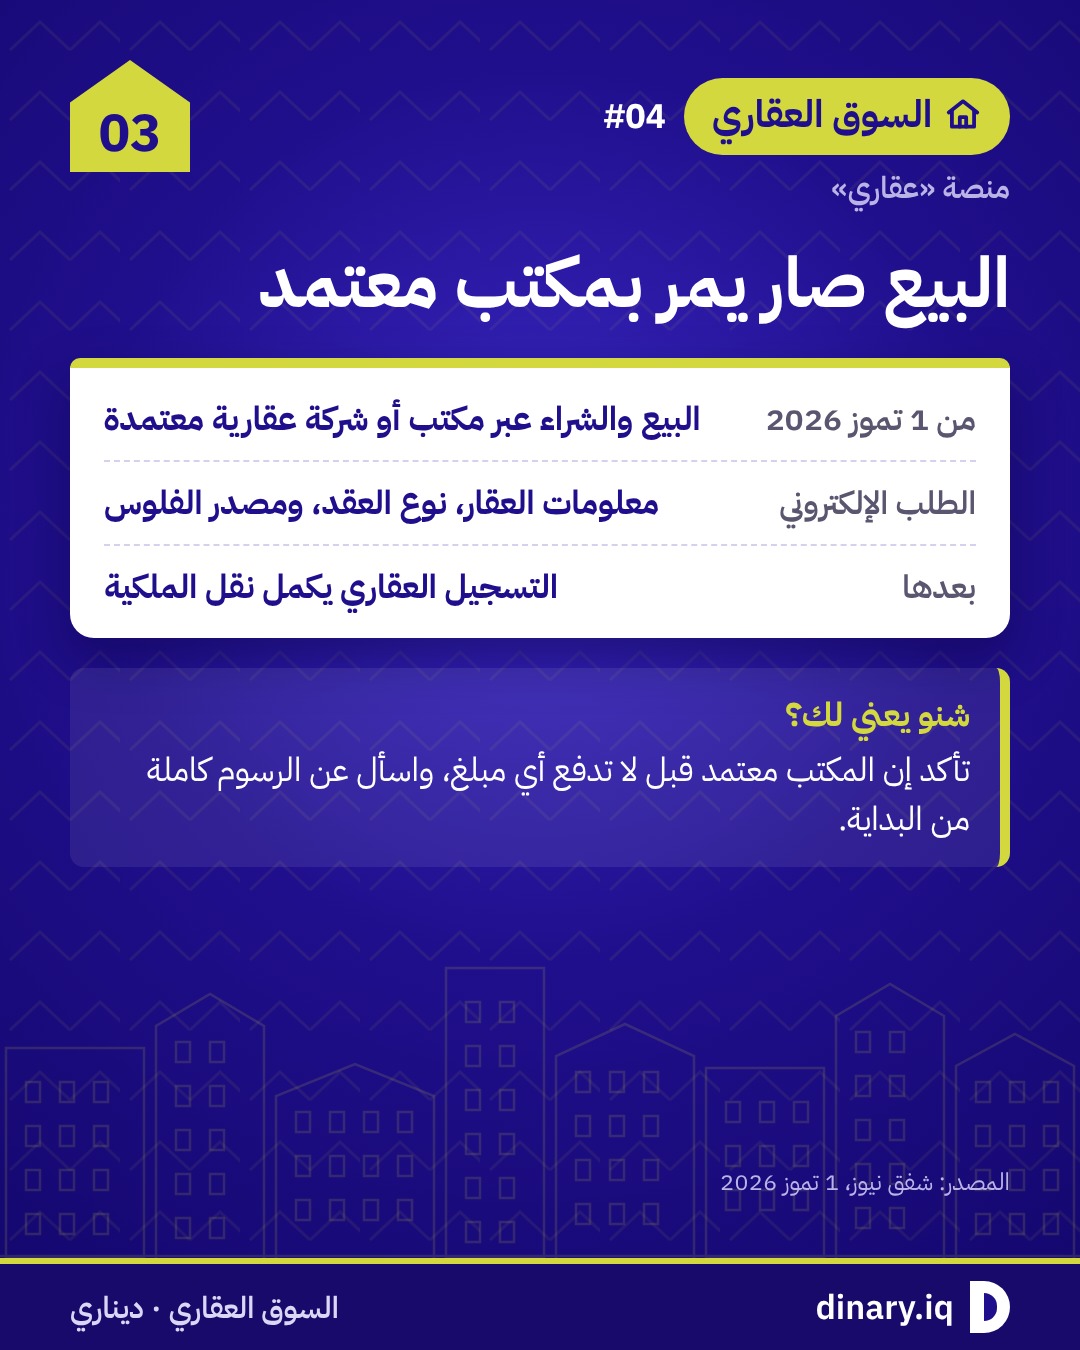 السوق العقاري
#04
03
منصة «عقاري»
البيع صار يمر بمكتب معتمد
من 1 تموز 2026
البيع والشراء عبر مكتب أو شركة عقارية معتمدة
الطلب الإلكتروني
معلومات العقار، نوع العقد، ومصدر الفلوس
بعدها
التسجيل العقاري يكمل نقل الملكية
شنو يعني لك؟
تأكد إن المكتب معتمد قبل لا تدفع أي مبلغ، واسأل عن الرسوم كاملة
من البداية.
المصدر: شفق نيوز، 1 تموز 2026
dinary.iq
السوق العقاري · ديناري